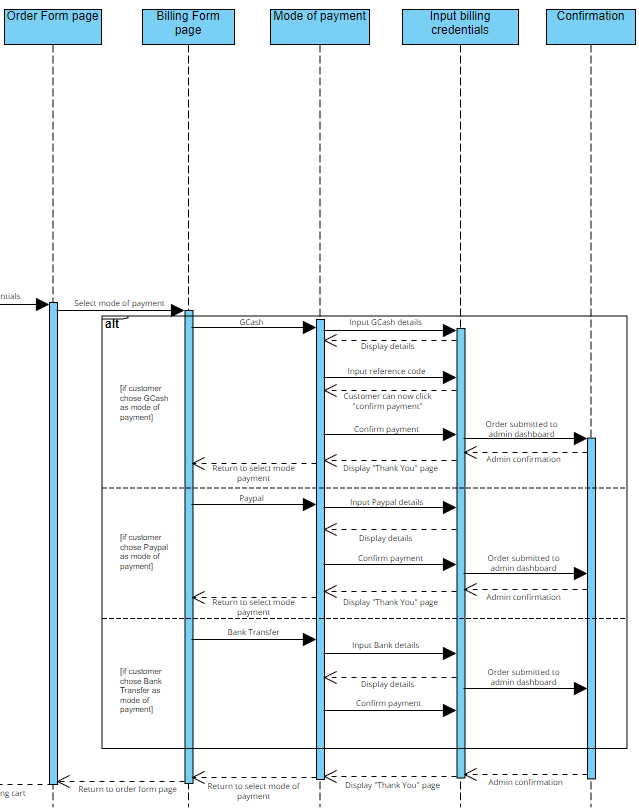 Order Form page
Billing Form
page
Mode of payment
Input billing
credentials
Confirmation
ntials
Select mode of payment
alt
GCash
Input GCash details
Display details
[if customer
chose GCash
as mode of
payment]
Input reference code
Customer can now click
"confirm payment"
Confirm payment
Order submitted to
admin dashboard
Admin confirmation
Display "Thank You" page
Return to select mode
payment
Paypal
Input Paypal details
Display details
[if customer
chose Paypal
as mode of
payment]
Confirm payment
Order submitted to
admin dashboard
Admin confirmation
Display "Thank You" page
Return to select mode
payment
Bank Transfer
Input Bank details
Display details
[if customer
chose Bank
Transfer as
mode of
payment]
Order submitted to
admin dashboard
Confirm payment
Admin confirmation
Display "Thank You" page
Return to select mode of
payment
Return to order form page
ng cart